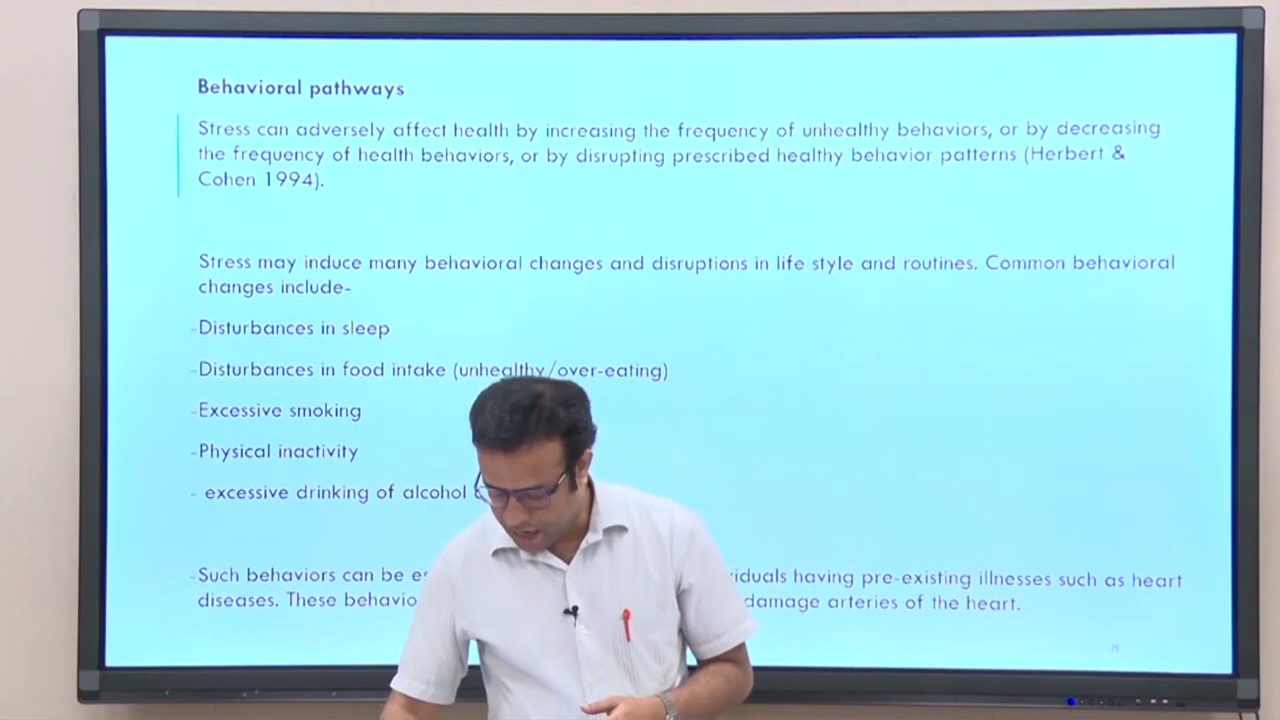 Behavioral pathways
Stress can adversely affect health by increasing the frequency of unhealthy behaviors, or by decreasing
the frequency of health behaviors, or by disrupting prescribed healthy behavior patterns (Herbert &
Cohen 1994).
Stress may induce many behavioral changes and disruptions in life style and routines. Common behavioral
changes include-
-Disturbances in sleep
-Disturbances in food intake (unhealthy/over-eating)
-Excessive smoking
-Physical inactivity
- excessive drinking of alcohol
-Such behaviors can be having pre-existing illnesses such as heart
diseases. These damage arteries of the heart.